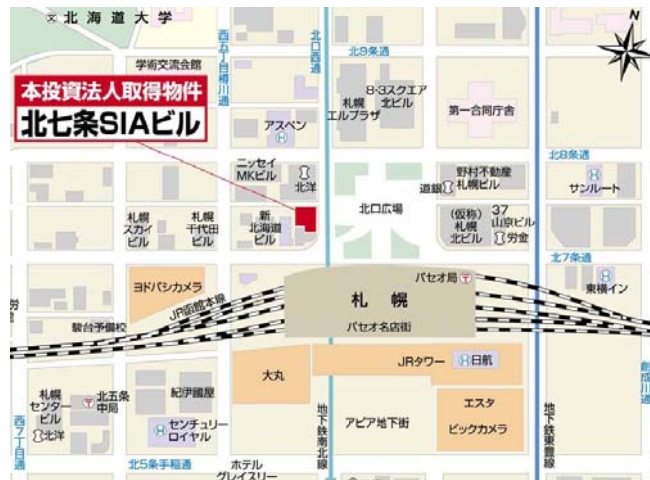 北海道大学
N
学術交流会館
西五丁目樽川通
北口西通
北9条通
本投資法人取得物件
北七条SIAビル
札幌
エルプラザ
8・3スクエア
北ビル
第一合同庁舎
アスペン
H
北8条通
ニッセイ
MKビル
北洋
野村不動産
札幌ビル
道銀
H
サンルート
北口広場
札幌
スカイ
ビル
札幌
千代田
ビル
新
北海道
ビル
(仮称)
札幌
北ビル
37
山京ビル
労金
北7条通
ヨドバシカメラ
JR函館本線
パセオ局
札幌
パセオ名店街
H
東横イン
駿台予備校
創成川通
大丸
JRタワー
H日航
札幌
センター
ビル
北洋
北五条
中局
紀伊國屋
H
センチュリー
ロイヤル
地下鉄南北線
アピア地下街
エスタ
ビックカメラ
地下鉄東豊線
西7丁目通
北5条手稲通
ホテル
グレイスリー